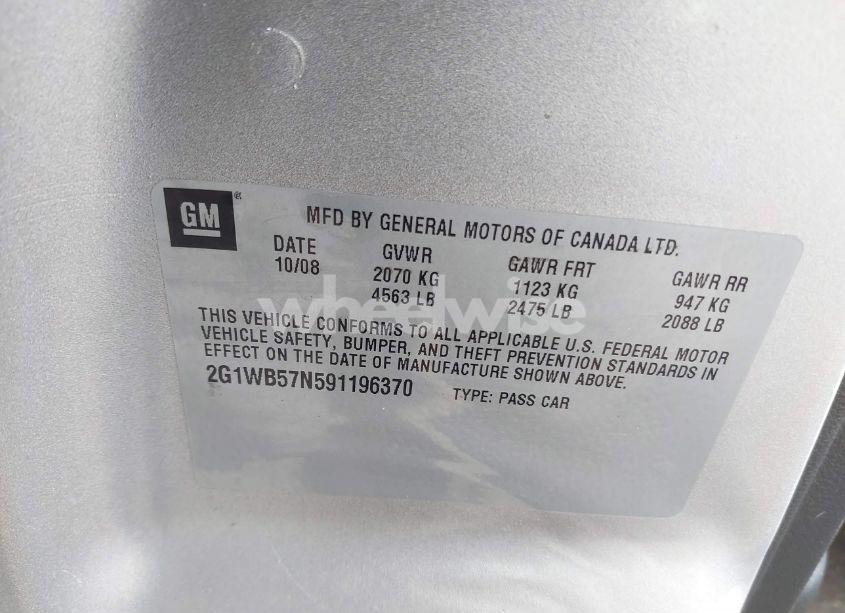 GM®
MFD BY GENERAL MOTORS OF CANADA LTD.
DATE GVWR GAWR FRT GAWR RR
10/08 2070 KG 1123 KG 947 KG
4563 LB 2475 LB 2088 LB
THIS VEHICLE CONFORMS TO ALL APPLICABLE U.S. FEDERAL MOTOR
VEHICLE SAFETY, BUMPER, AND THEFT PREVENTION STANDARDS IN
EFFECT ON THE DATE OF MANUFACTURE SHOWN ABOVE.
2G1WB57N591196370 TYPE: PASS CAR
wheelwise